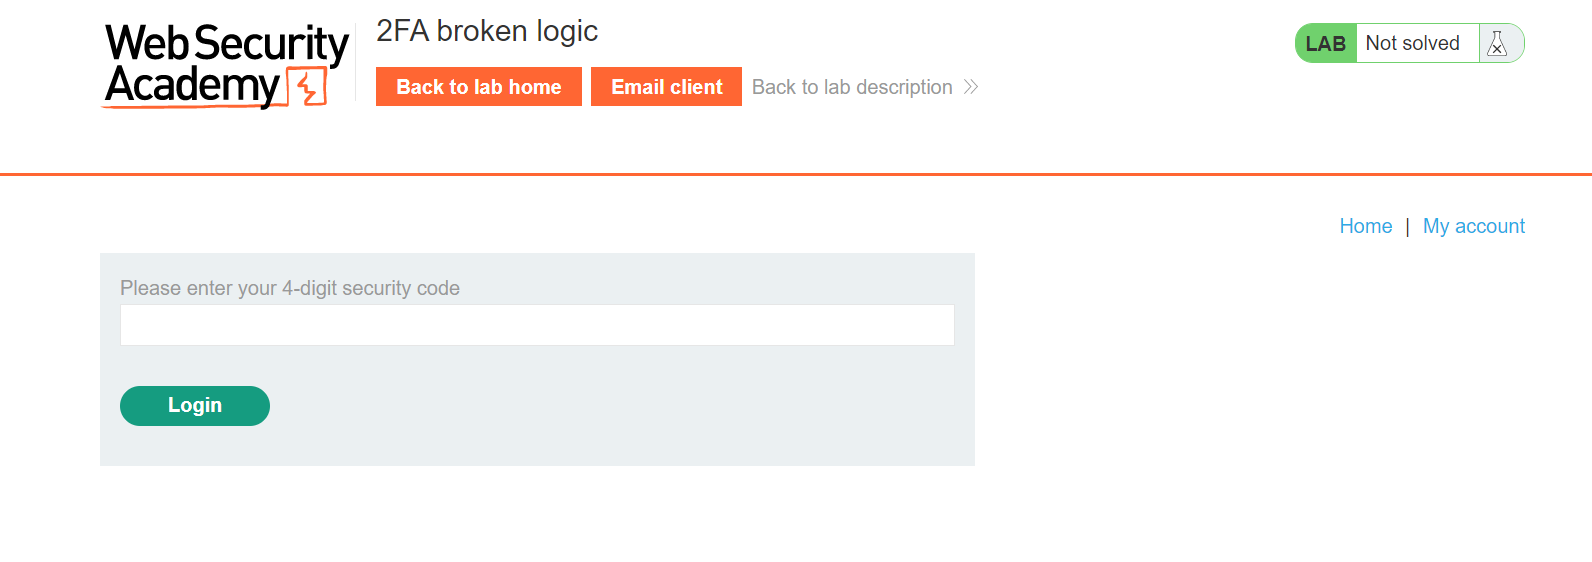 Web Security
Academy
2FA broken logic
Back to lab home
Email client
Back to lab description
LAB
Not solved
Home | My account
Please enter your 4-digit security code
Login